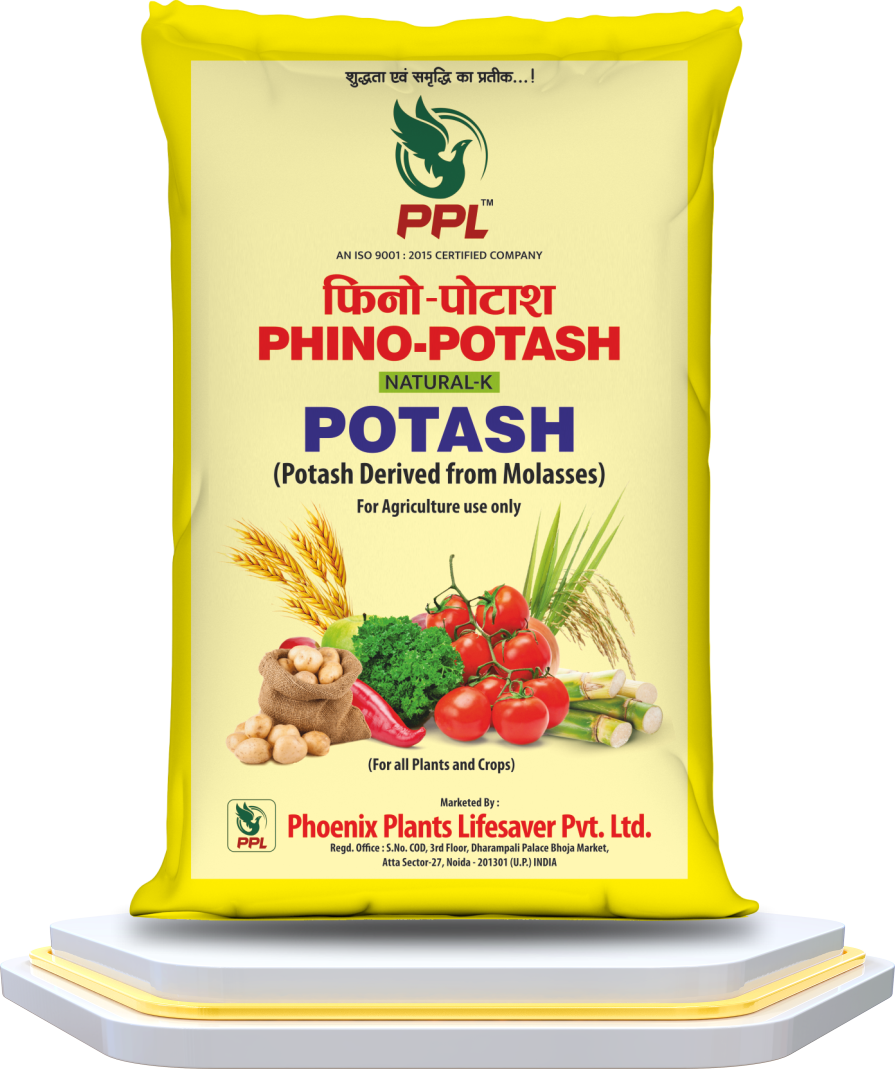 शुद्धता एवं समृद्धि का प्रतीक...!
PPL™
AN ISO 9001 : 2015 CERTIFIED COMPANY
फिनो-पोटाश
PHINO-POTASH
NATURAL-K
POTASH
(Potash Derived from Molasses)
For Agriculture use only
(For all Plants and Crops)
Marketed By :
Phoenix Plants Lifesaver Pvt. Ltd.
PPL
Regd. Office : S.No. COD, 3rd Floor, Dharampali Palace Bhoja Market,
Atta Sector-27, Noida - 201301 (U.P.) INDIA